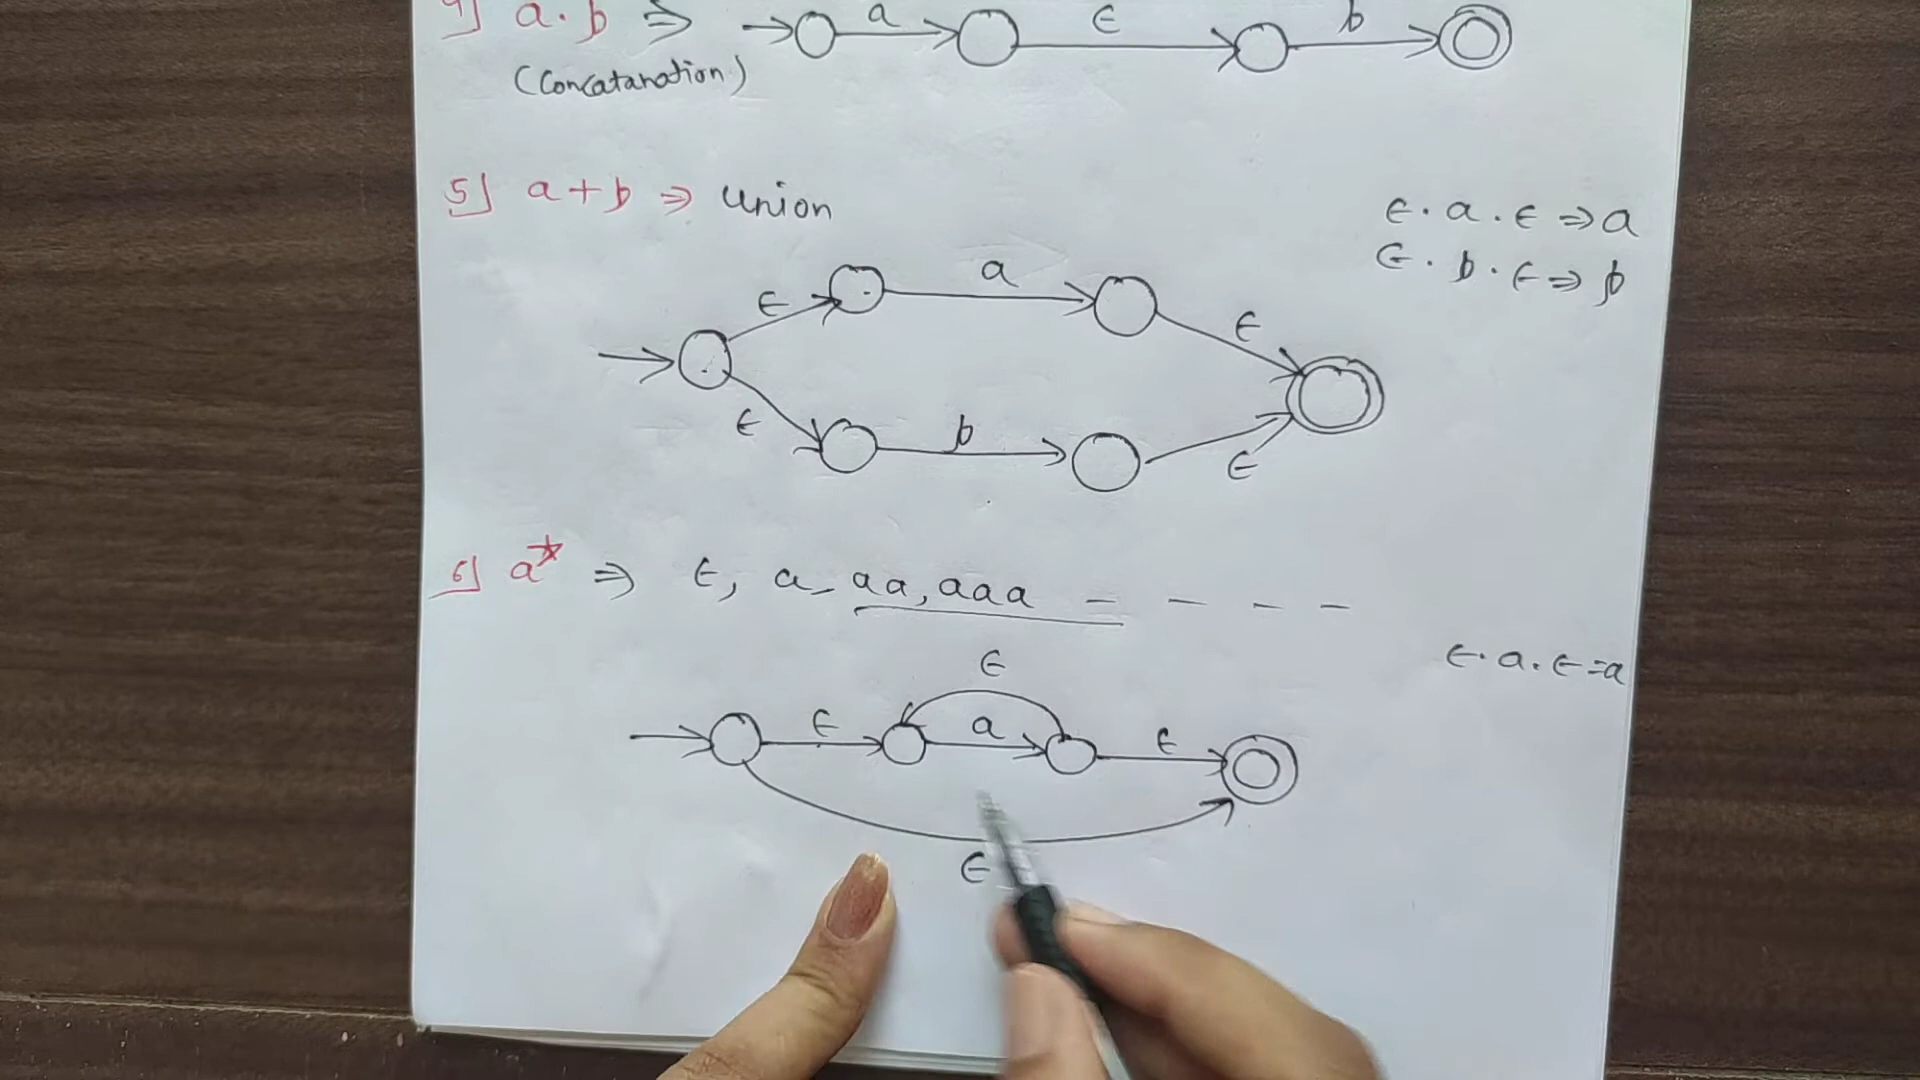 4] a.b ⇒ a ϵ b
(Concatanation)
5] a+b ⇒ Union
ϵ.a.ϵ ⇒ a
ϵ.b.ϵ ⇒ b
ϵ a ϵ
ϵ b ϵ
6] a* ⇒ ϵ, a, aa, aaa - - - -
ϵ.a.ϵ=a
ϵ
ϵ a ϵ
ϵ